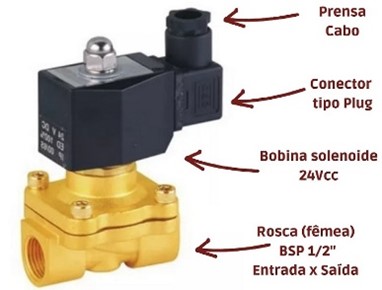 Prensa
Cabo
Conector
tipo Plug
Bobina solenoide
24Vcc
Rosca (fêmea)
BSP 1/2"
Entrada x Saída